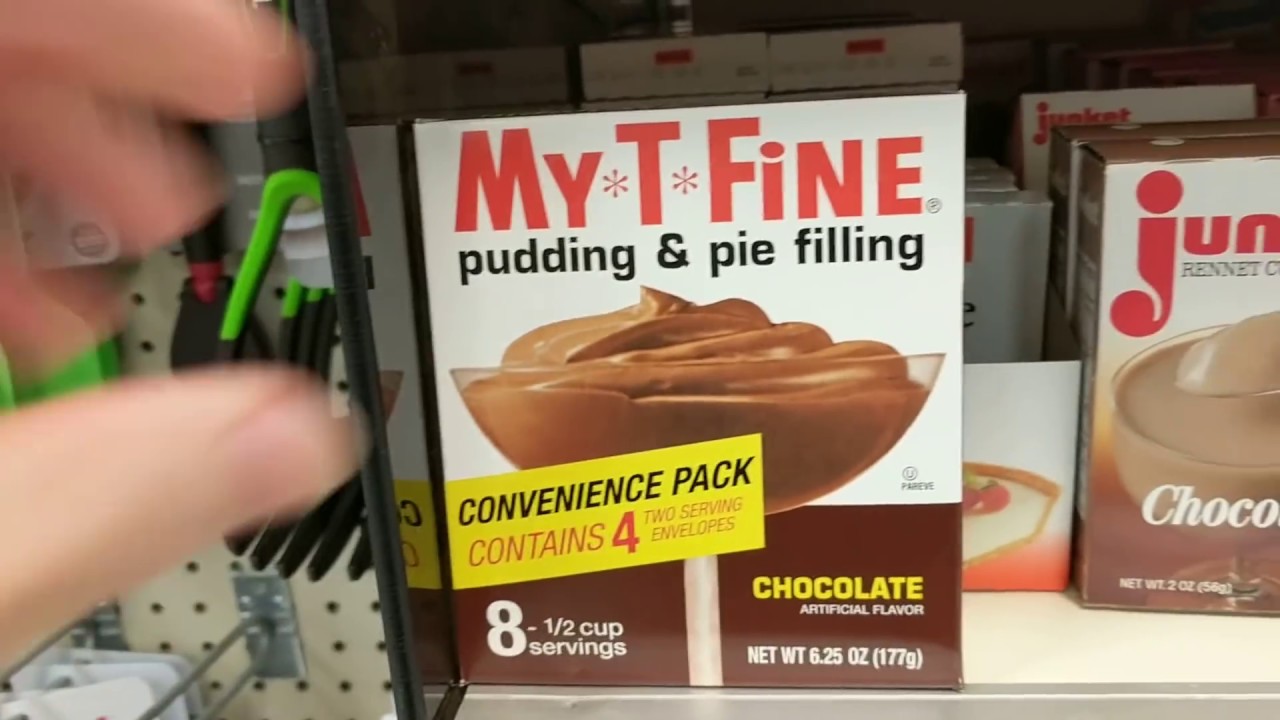 MY*T*FiNE
pudding & pie filling
CONVENIENCE PACK
CONTAINS 4 TWO SERVING
ENVELOPES
U
PAREVE
CHOCOLATE
ARTIFICIAL FLAVOR
8 - 1/2 cup
servings
NET WT 6.25 OZ (177g)
junket
jun
RENNET C
Choco
NET WT. 2 OZ (56g)